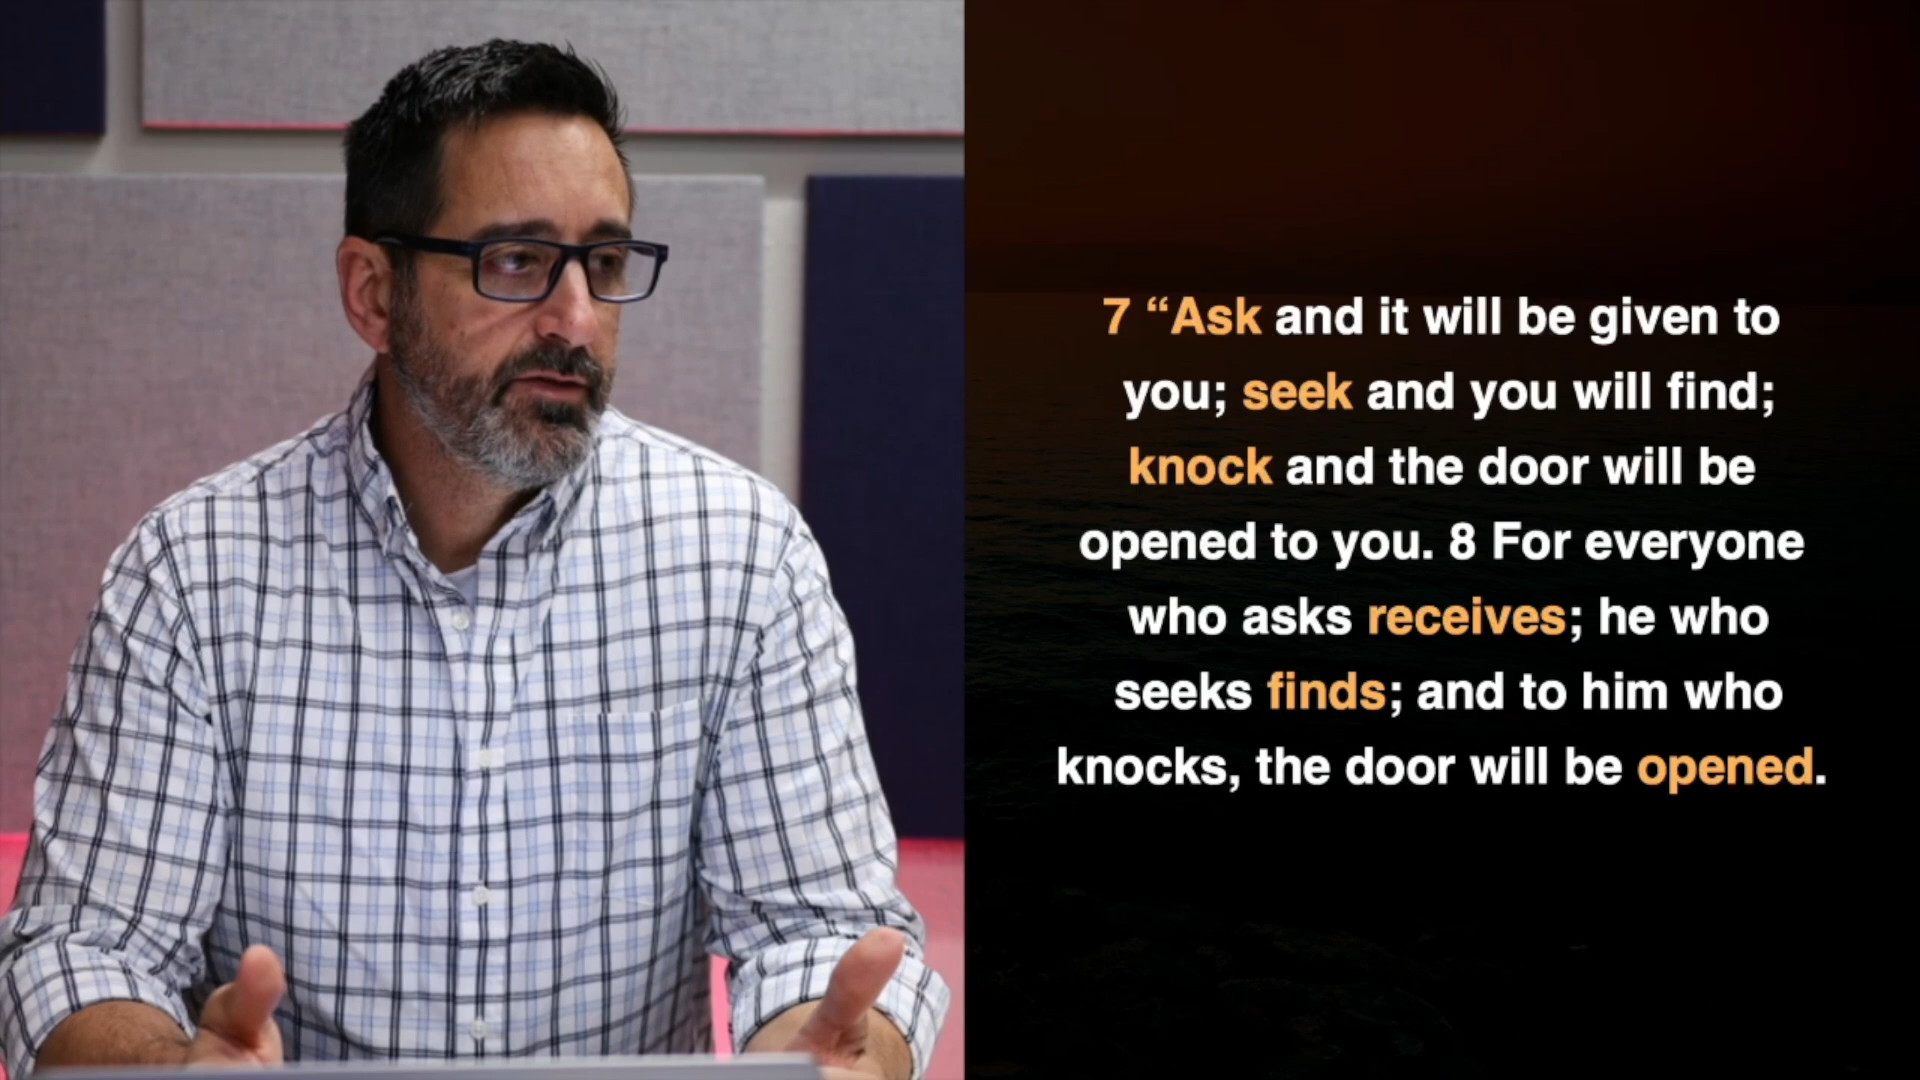 7 “Ask and it will be given to
you; seek and you will find;
knock and the door will be
opened to you. 8 For everyone
who asks receives; he who
seeks finds; and to him who
knocks, the door will be opened.